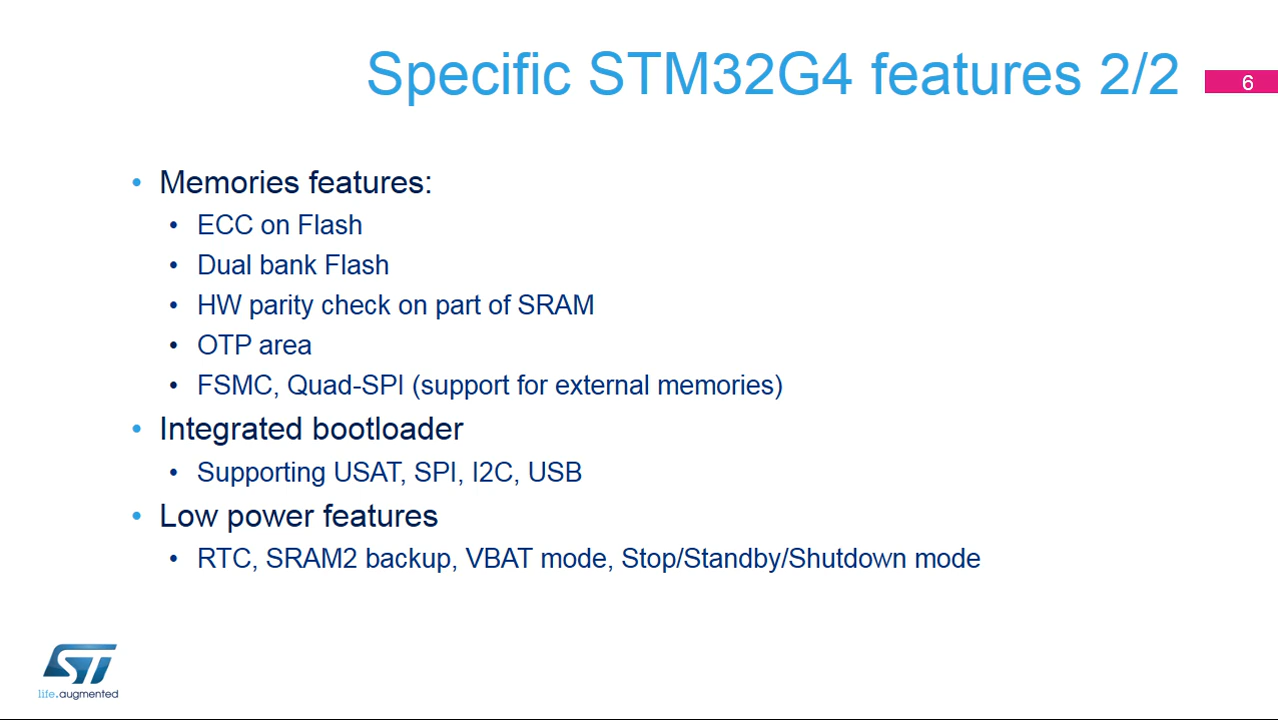 Specific STM32G4 features 2/2
6
• Memories features:
• ECC on Flash
• Dual bank Flash
• HW parity check on part of SRAM
• OTP area
• FSMC, Quad-SPI (support for external memories)
• Integrated bootloader
• Supporting USAT, SPI, I2C, USB
• Low power features
• RTC, SRAM2 backup, VBAT mode, Stop/Standby/Shutdown mode
ST
life.augmented